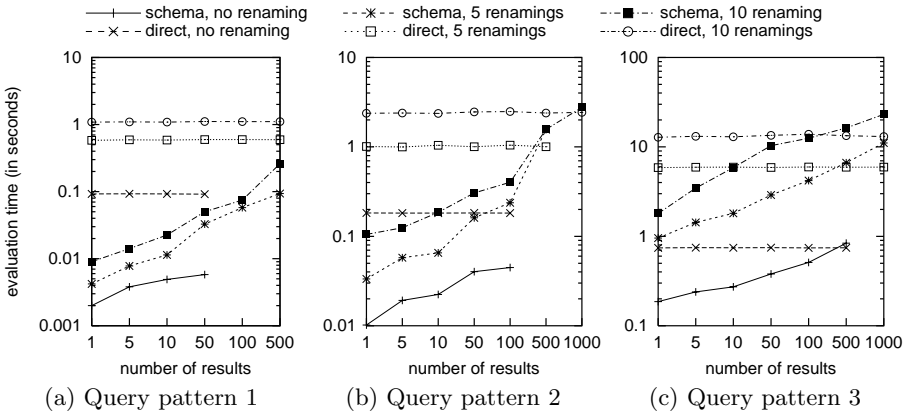 schema, no renaming
direct, no renaming
schema, 5 renamings
direct, 5 renamings
schema, 10 renaming
direct, 10 renamings
evaluation time (in seconds)
10
1
0.1
0.01
0.001
1 5 10 50 100 500
number of results
(a) Query pattern 1
10
1
0.1
0.01
1 5 10 50 100 500 1000
number of results
(b) Query pattern 2
100
10
1
0.1
1 5 10 50 100 500 1000
number of results
(c) Query pattern 3